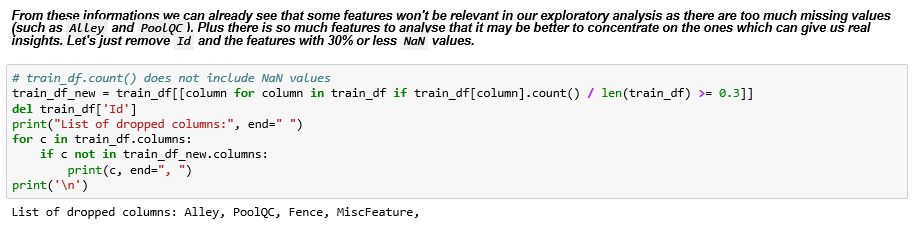 From these informations we can already see that some features won't be relevant in our exploratory analysis as there are too much missing values
(such as Alley and PoolQC ). Plus there is so much features to analyse that it may be better to concentrate on the ones which can give us real
insights. Let's just remove Id and the features with 30% or less NaN values.
# train_df.count() does not include NaN values
train_df_new = train_df[[column for column in train_df if train_df[column].count() / len(train_df) >= 0.3]]
del train_df['Id']
print("List of dropped columns:", end=" ")
for c in train_df.columns:
    if c not in train_df_new.columns:
        print(c, end=", ")
print('\n')
List of dropped columns: Alley, PoolQC, Fence, MiscFeature,